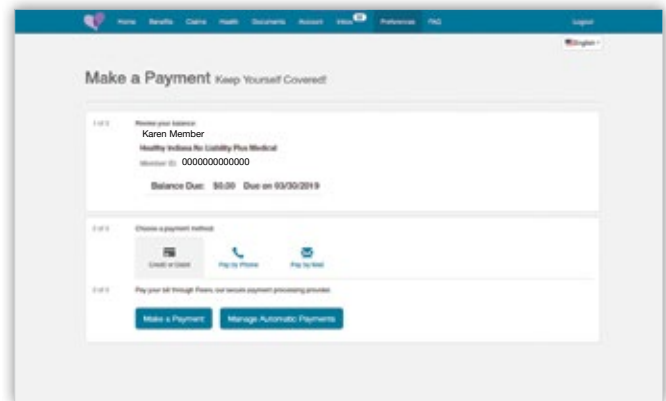 Home Benefits Claims Health Documents Account Inbox Preferences FAQ Logout
English
Make a Payment Keep Yourself Covered!
Review your balance:
Karen Member
Healthy Indiana No Liability Plus Medical
Member ID: 0000000000000
Balance Due: $0.00 Due on 03/30/2019
Choose a payment method:
Credit or Debit Pay by Phone Pay by Mail
Pay your bill through our secure payment processing provider.
Make a Payment Manage Automatic Payments